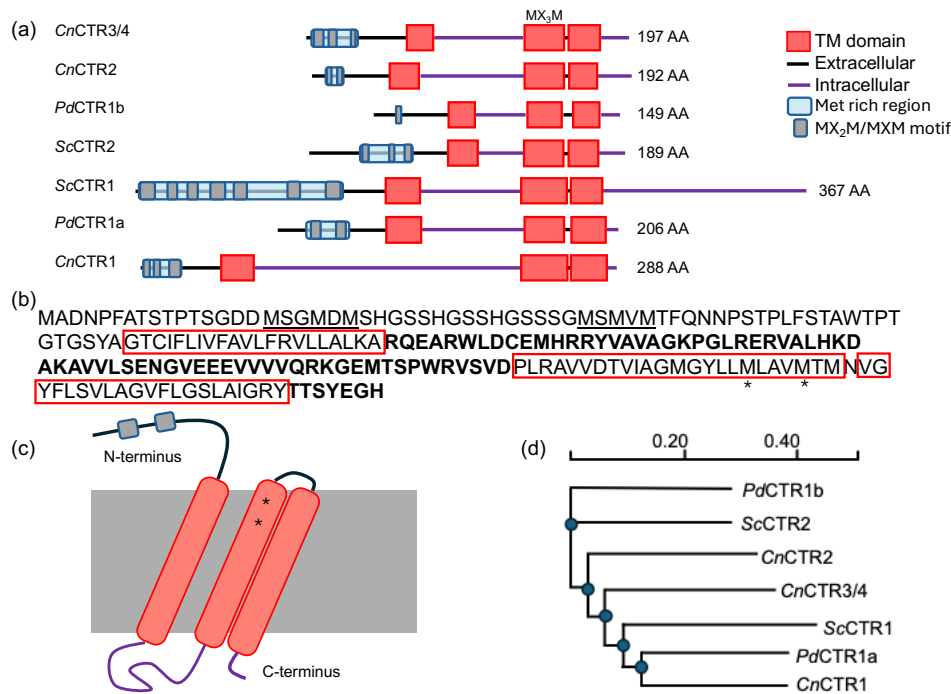 (a)
MX3M
CnCTR3/4
197 AA
CnCTR2
192 AA
PdCTR1b
149 AA
ScCTR2
189 AA
ScCTR1
367 AA
PdCTR1a
206 AA
CnCTR1
288 AA
TM domain
Extracellular
Intracellular
Met rich region
MX2M/MXM motif
(b)
MADNPFATSTPTSGDDMSGMDMSHGSSHGSSHGSSSGMSMVMTFQNNPSTPLFSTAWTPT
GTGSYAGTCIFLIVFAVLFRVLLALKARQEARWLDCEMHRRYVAVAGKPGLRERVALHKD
AKAVVLSENGVEEEVVVVQRKGEMTSPWRVSVDPLRAVVDTVIAGMGYLLMLAVMTMNVG
* *
YFLSVLAGVFLGSLAIGRYTTSYEGH
(c)
N-terminus
*
*
C-terminus
(d)
0.20 0.40
PdCTR1b
ScCTR2
CnCTR2
CnCTR3/4
ScCTR1
PdCTR1a
CnCTR1